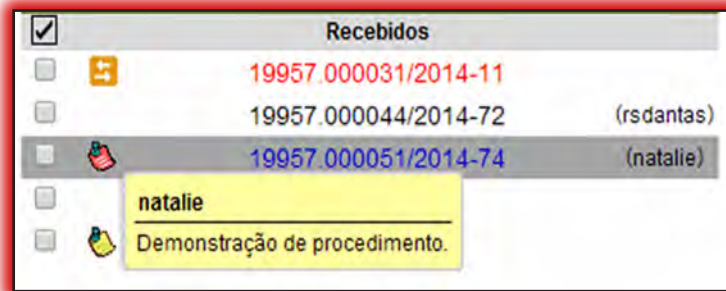 Recebidos
19957.000031/2014-11
19957.000044/2014-72 (rsdantas)
19957.000051/2014-74 (natalie)
natalie
Demonstração de procedimento.